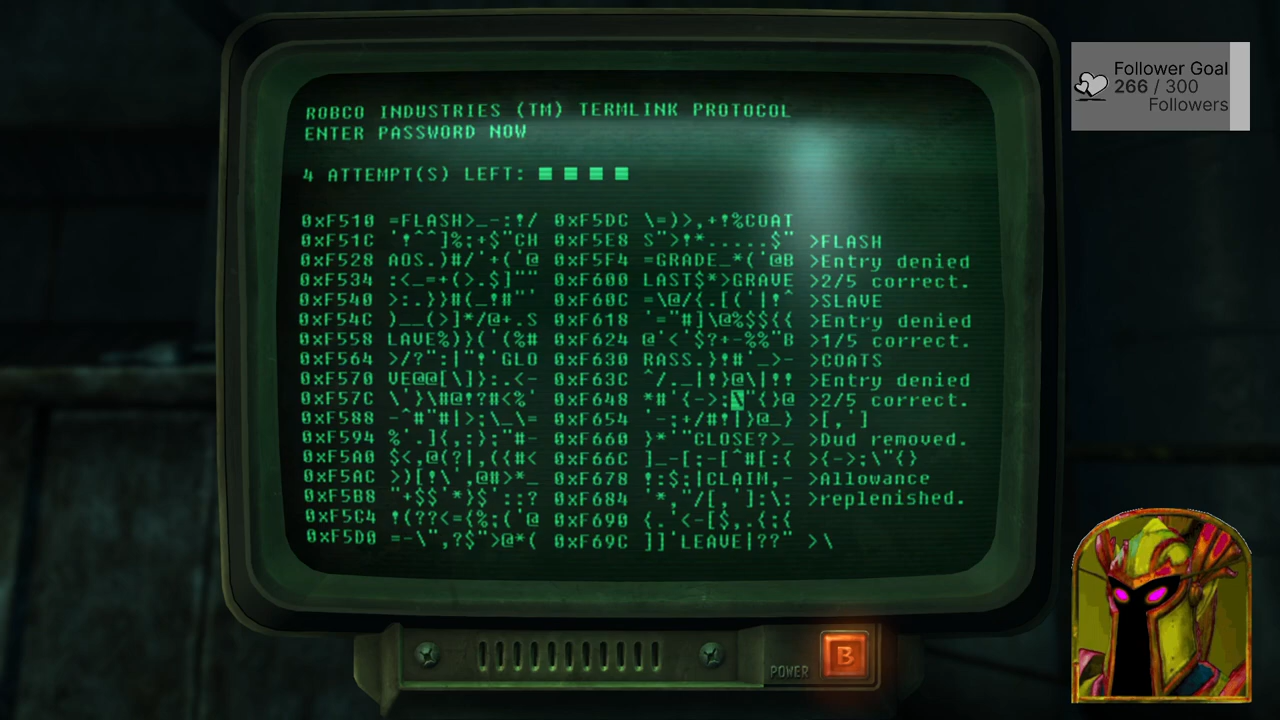 ROBCO INDUSTRIES (TM) TERMLINK PROTOCOL
ENTER PASSWORD NOW
4 ATTEMPT(S) LEFT:
0xF510 =FLASH>_-:!/ 0xF5DC \=)>,+!%COAT
0xF51C '!^^]%;+$"CH 0xF5E8 S">!*.....$" >FLASH
0xF528 AOS.)#/'+('@ 0xF5F4 =GRADE_*('@B >Entry denied
0xF534 :<_=+(>.$]"" 0xF600 LAST$*>GRAVE >2/5 correct.
0xF540 >:.}}#(_!#"' 0xF60C =\@/{.[('|!^ >SLAVE
0xF54C )__(>]*/@+.S 0xF618 '="#]\@%$${{ >Entry denied
0xF558 LAVE%)}('(%# 0xF624 @'<'$?+-%%"B >1/5 correct.
0xF564 >/?":|"!'GLO 0xF630 RASS.}!#'_>- >COATS
0xF570 VE@@[\]}:.<- 0xF63C ^/._|!}@\|!! >Entry denied
0xF57C \'}\#@!?#<%' 0xF648 *#'{->;\"{}@ >2/5 correct.
0xF588 -^#"#|>:\_\= 0xF654 '-;+/#!|}@_} >[,']
0xF594 %'.]{,:};"#- 0xF660 }*'"CLOSE?>_ >Dud removed.
0xF5A0 $<,@(?|,({#< 0xF66C ]_-[;-[^#[:{ >{->;\"{}
0xF5AC >)[!\',@#>*_ 0xF678 !:$;|CLAIM,- >Allowance
0xF5B8 "+$$'*}$'::? 0xF684 '*,"/[,']:\: >replenished.
0xF5C4 !(??<={%;('@ 0xF690 {.'<-[$,.{;{
0xF5D0 =-\",?$">@*( 0xF69C ]]'LEAVE|??" >\
POWER
B
Follower Goal
266 / 300
Followers